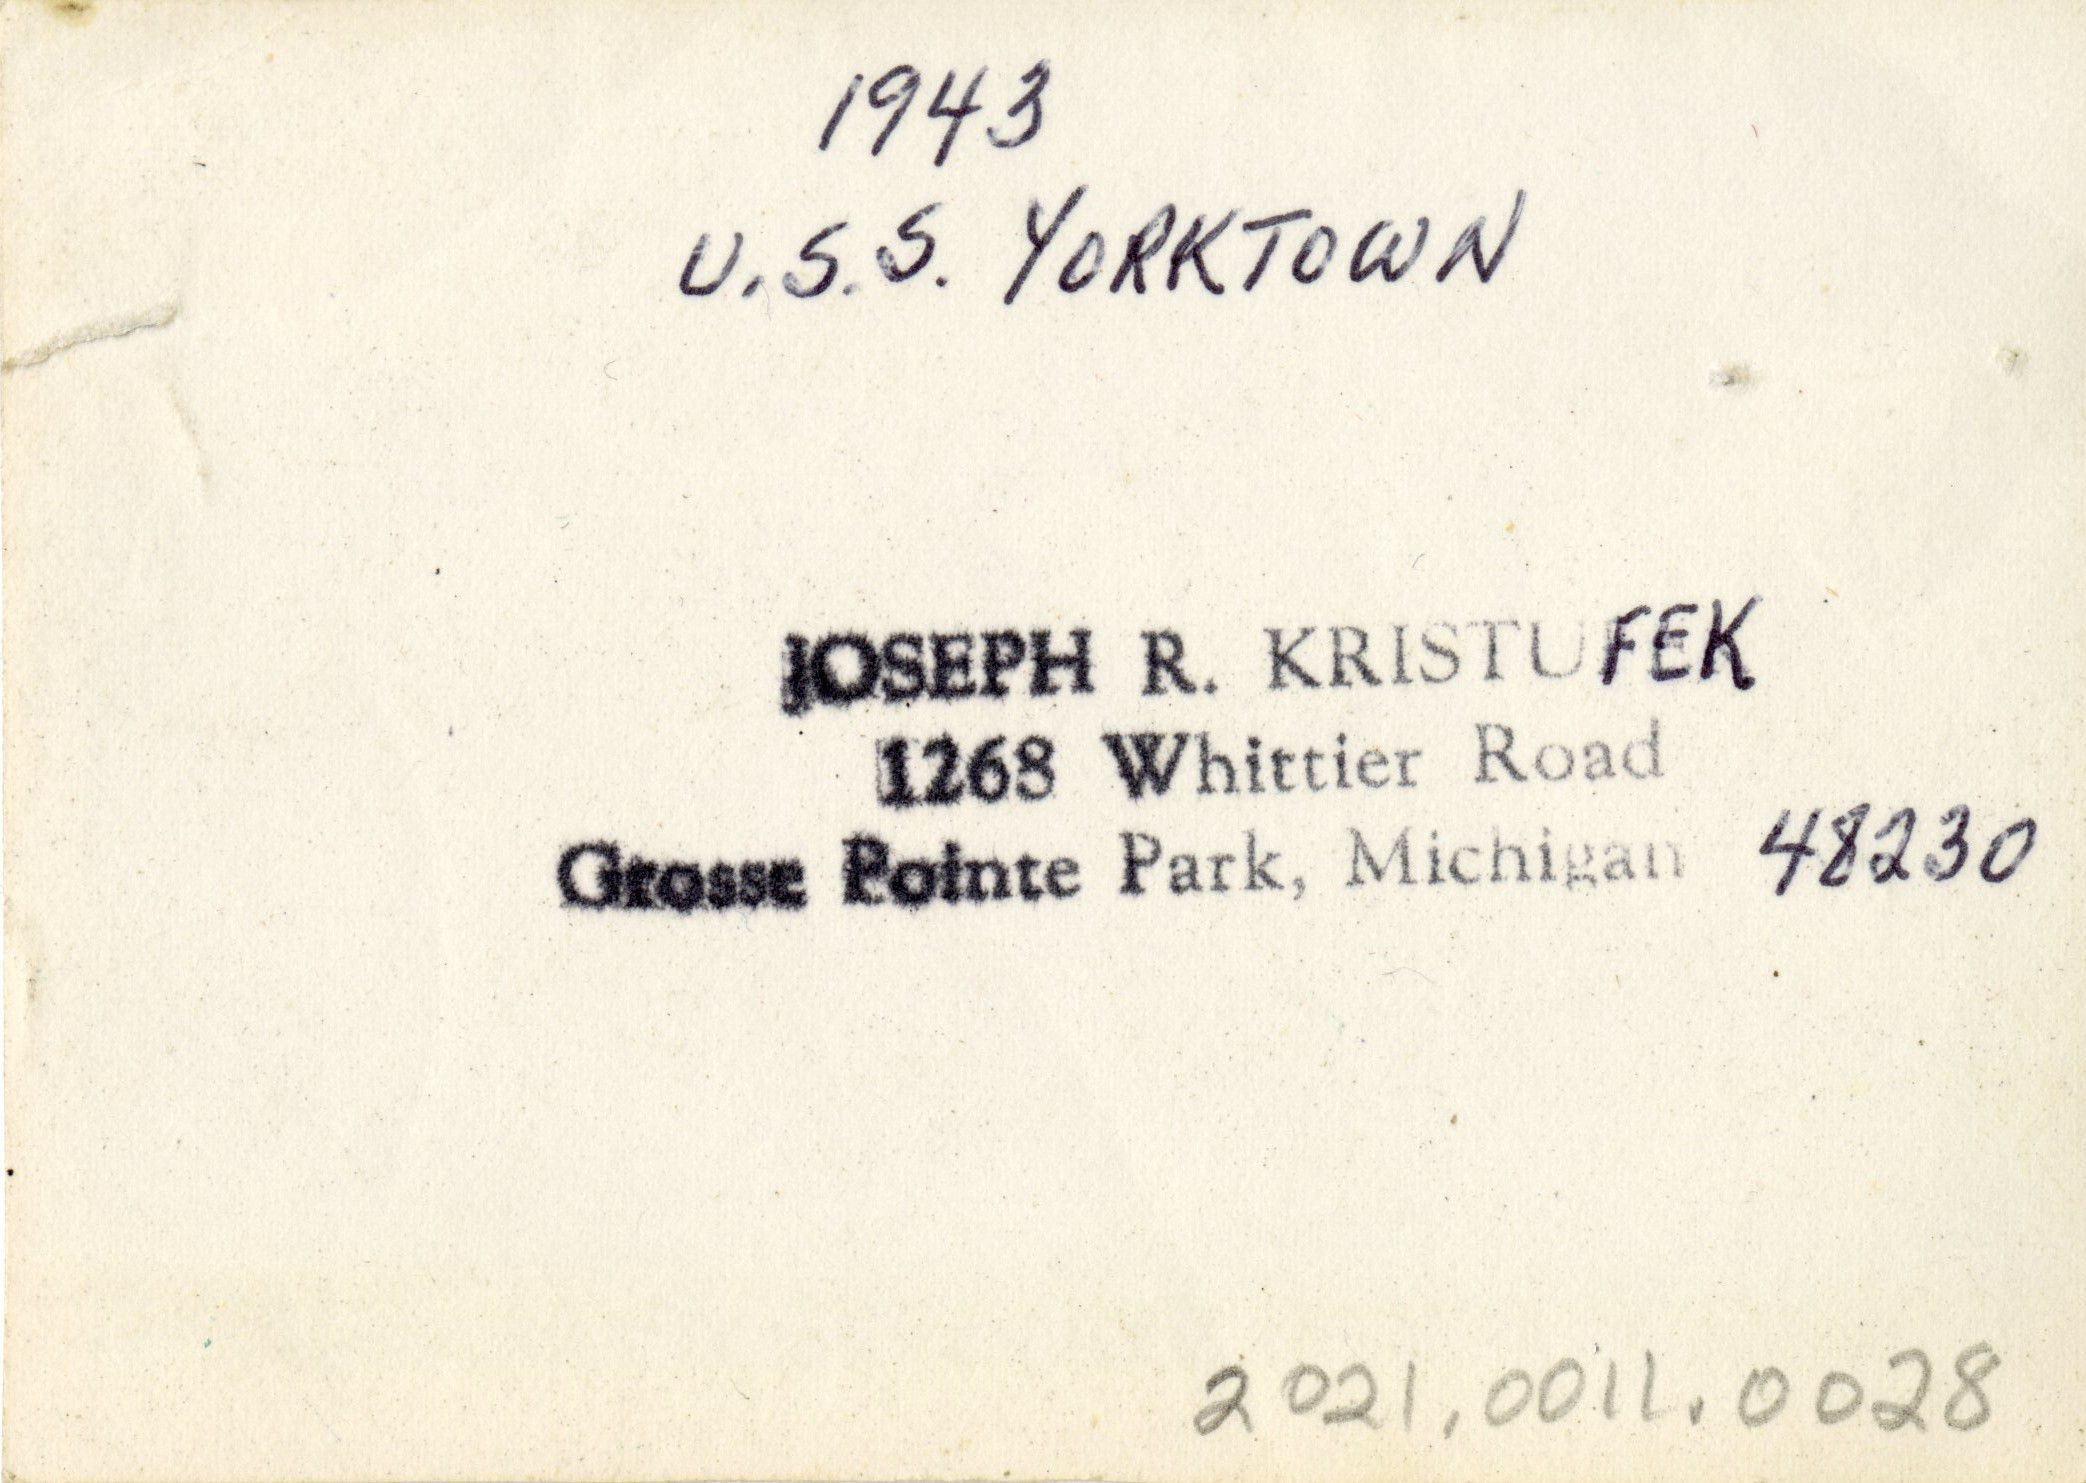 1943
U.S.S. YORKTOWN
JOSEPH R. KRISTUFEK
1268 Whittier Road
Grosse Pointe Park, Michigan 48230
2021.0011.0028